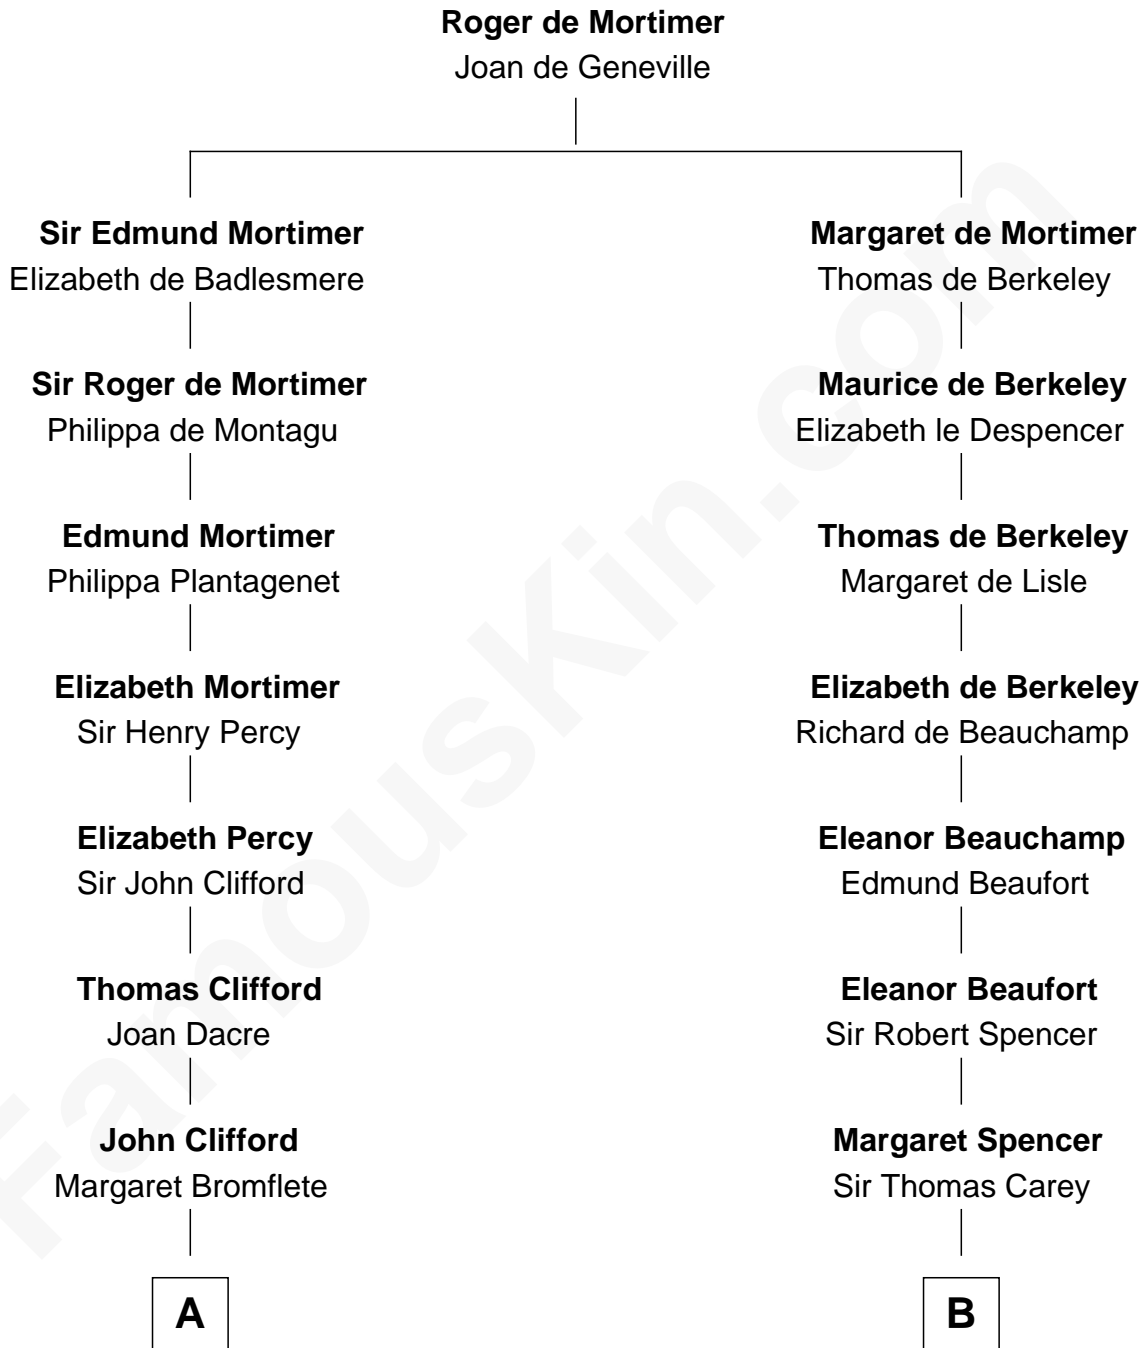 Roger de Mortimer
Joan de Geneville
Sir Edmund Mortimer
Elizabeth de Badlesmere
Sir Roger de Mortimer
Philippa de Montagu
Edmund Mortimer
Philippa Plantagenet
Elizabeth Mortimer
Sir Henry Percy
Elizabeth Percy
Sir John Clifford
Thomas Clifford
Joan Dacre
John Clifford
Margaret Bromflete
A
Margaret de Mortimer
Thomas de Berkeley
Maurice de Berkeley
Elizabeth le Despencer
Thomas de Berkeley
Margaret de Lisle
Elizabeth de Berkeley
Richard de Beauchamp
Eleanor Beauchamp
Edmund Beaufort
Eleanor Beaufort
Sir Robert Spencer
Margaret Spencer
Sir Thomas Carey
B
FamousKin.com